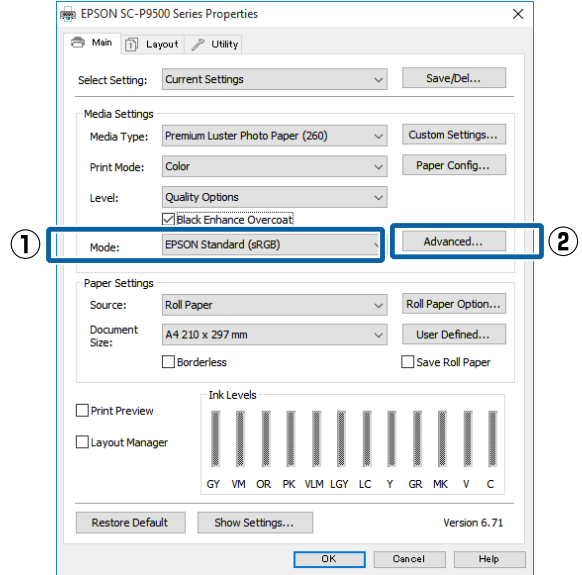 EPSON SC-P9500 Series Properties
Main Layout Utility
Select Setting: Current Settings Save/Del...
Media Settings
Media Type: Premium Luster Photo Paper (260) Custom Settings...
Print Mode: Color Paper Config...
Level: Quality Options
Black Enhance Overcoat
① Mode: EPSON Standard (sRGB) Advanced... ②
Paper Settings
Source: Roll Paper Roll Paper Option...
Document
Size: A4 210 x 297 mm User Defined...
Borderless Save Roll Paper
Ink Levels
Print Preview
Layout Manager
GY VM OR PK VLM LGY LC Y GR MK V C
Restore Default Show Settings... Version 6.71
OK Cancel Help